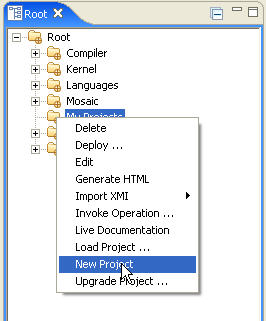 Root
Root
Compiler
Kernel
Languages
Mosaic
My Projects
Delete
Deploy ...
Edit
Generate HTML
Import XMI
Invoke Operation ...
Live Documentation
Load Project ...
New Project
Upgrade Project ...